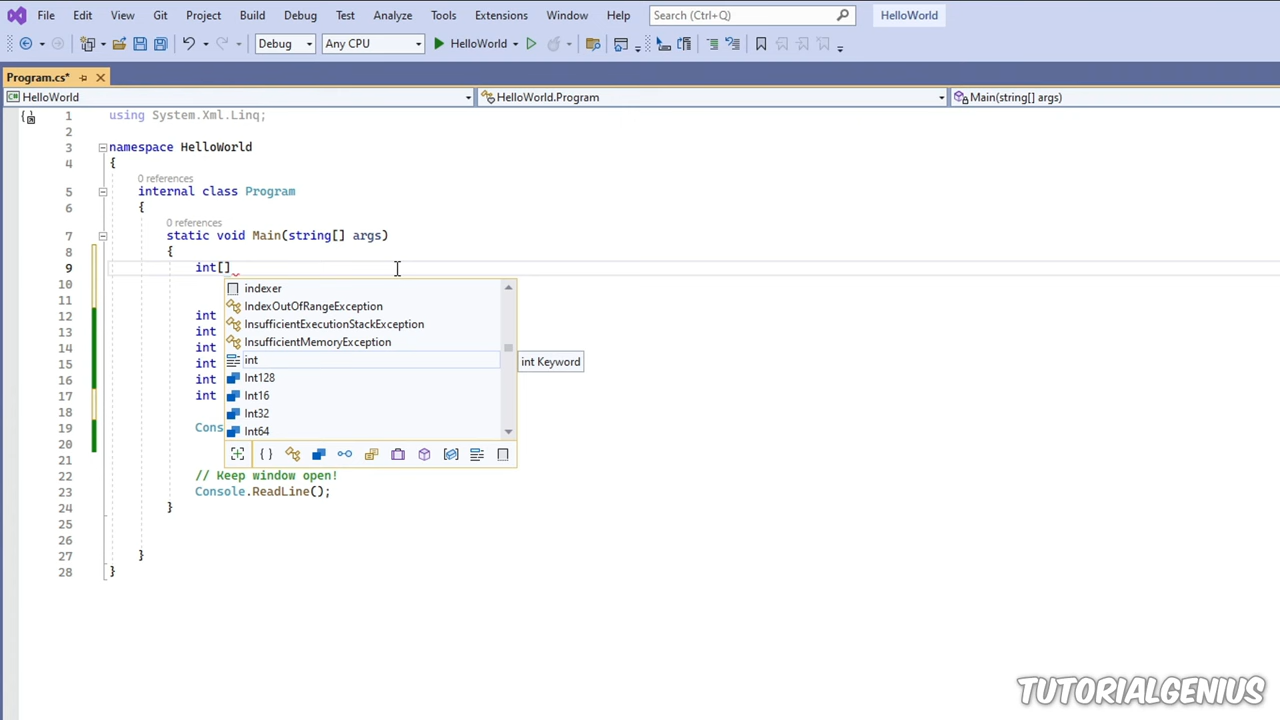 File Edit View Git Project Build Debug Test Analyze Tools Extensions Window Help Search (Ctrl+Q) HelloWorld
Debug Any CPU HelloWorld
Program.cs*
HelloWorld HelloWorld.Program Main(string[] args)
1 using System.Xml.Linq;
2
3 namespace HelloWorld
4 {
0 references
5 internal class Program
6 {
0 references
7 static void Main(string[] args)
8 {
9 int[]
10
11
12 int
13 int
14 int
15 int
16 int
17 int
18
19 Cons
20
21
22 // Keep window open!
23 Console.ReadLine();
24 }
25
26
27 }
28 }
indexer
IndexOutOfRangeException
InsufficientExecutionStackException
InsufficientMemoryException
int
Int128
Int16
Int32
Int64
int Keyword
TUTORIALGENIUS